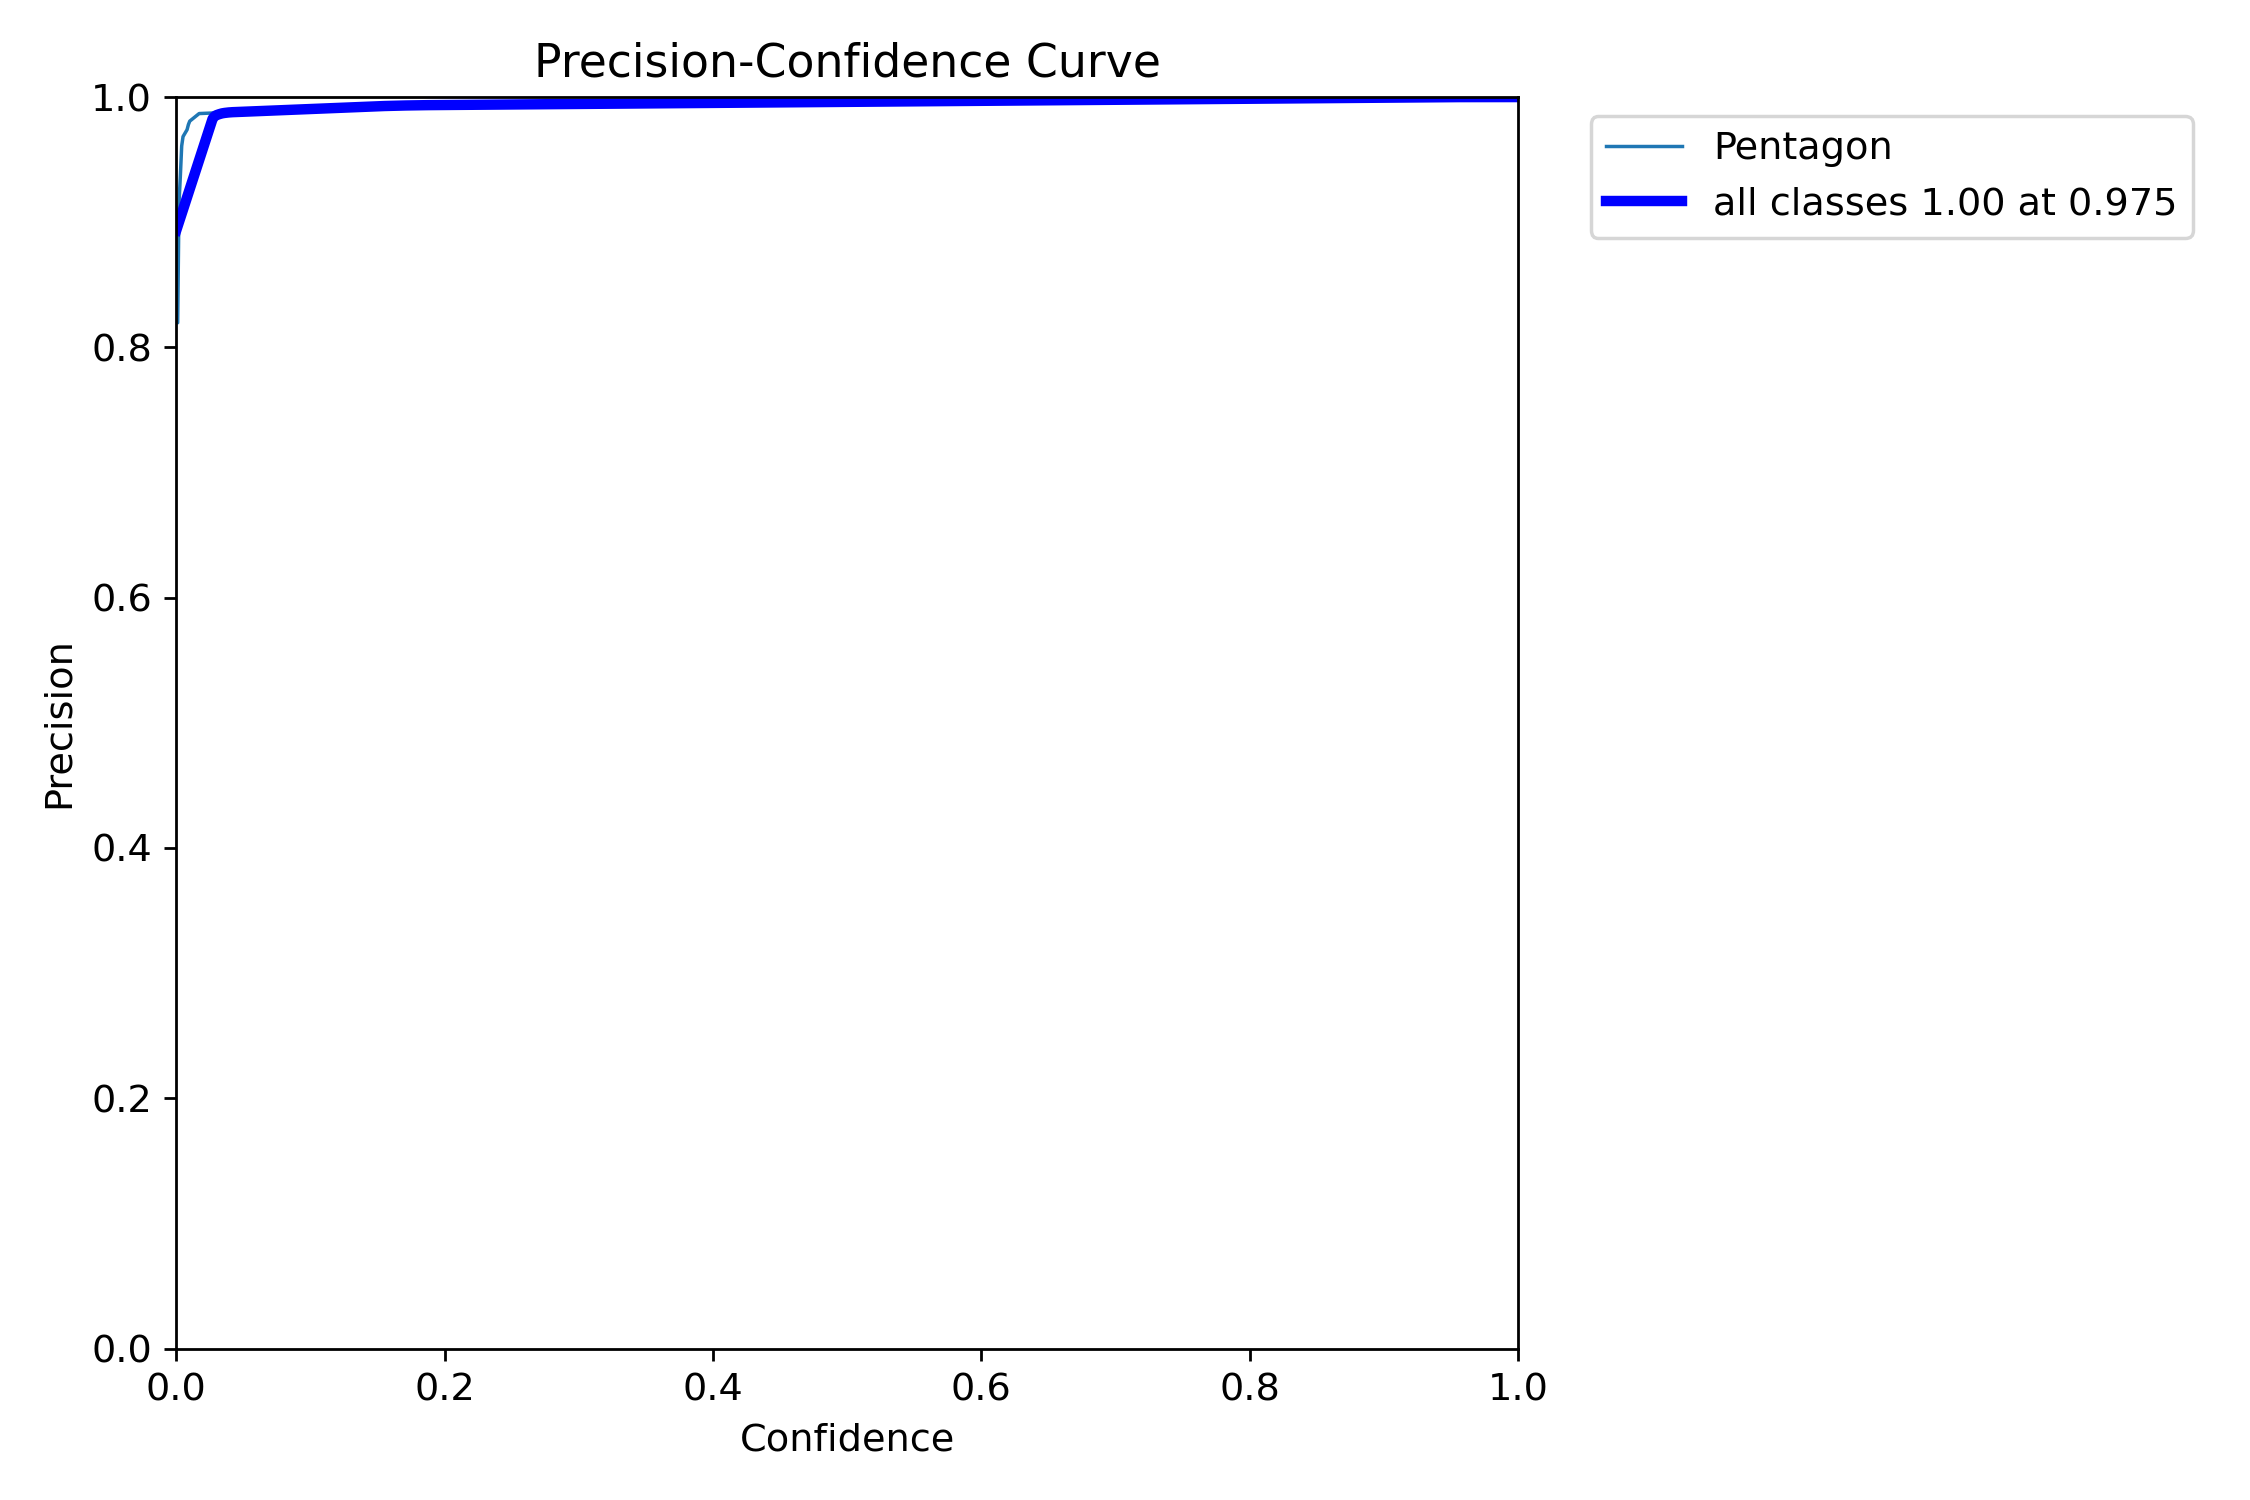 Precision-Confidence Curve
1.0
0.8
0.6
0.4
0.2
0.0
Precision
0.0 0.2 0.4 0.6 0.8 1.0
Confidence
Pentagon
all classes 1.00 at 0.975